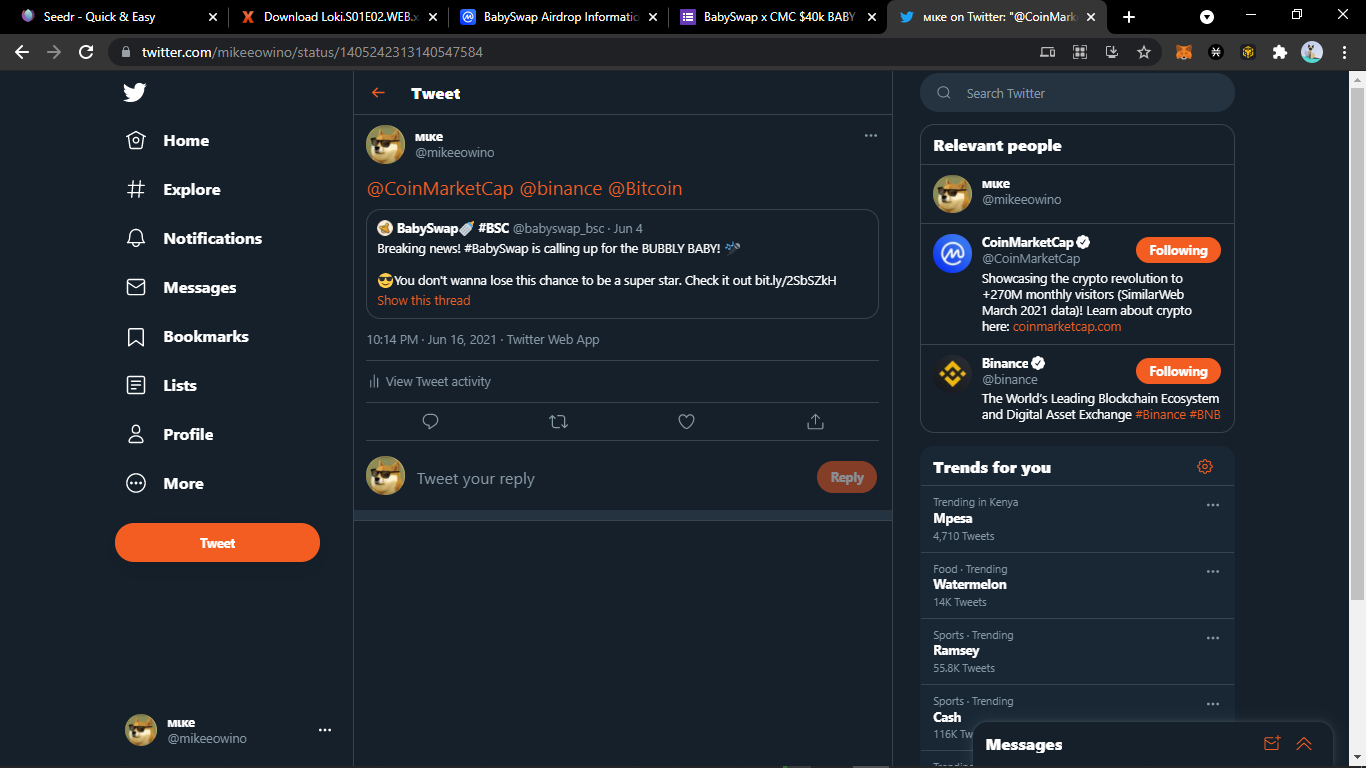 Seedr - Quick & Easy
Download Loki.S01E02.WEB.x
BabySwap Airdrop Informatio
BabySwap x CMC $40k BABY
мιкe on Twitter: "@CoinMark
twitter.com/mikeeowino/status/1405242313140547584
Home
Explore
Notifications
Messages
Bookmarks
Lists
Profile
More
Tweet
мιкe
@mikeeowino
Tweet
мιкe
@mikeeowino
@CoinMarketCap @binance @Bitcoin
BabySwap🍼 #BSC @babyswap_bsc · Jun 4
Breaking news! #BabySwap is calling up for the BUBBLY BABY!
😎You don't wanna lose this chance to be a super star. Check it out bit.ly/2SbSZkH
Show this thread
10:14 PM · Jun 16, 2021 · Twitter Web App
View Tweet activity
Tweet your reply
Reply
Search Twitter
Relevant people
мιкe
@mikeeowino
CoinMarketCap
@CoinMarketCap
Following
Showcasing the crypto revolution to
+270M monthly visitors (SimilarWeb
March 2021 data)! Learn about crypto
here: coinmarketcap.com
Binance
@binance
Following
The World's Leading Blockchain Ecosystem
and Digital Asset Exchange #Binance #BNB
Trends for you
Trending in Kenya
Mpesa
4,710 Tweets
Food · Trending
Watermelon
14K Tweets
Sports · Trending
Ramsey
55.8K Tweets
Sports · Trending
Cash
116K Tw
Messages